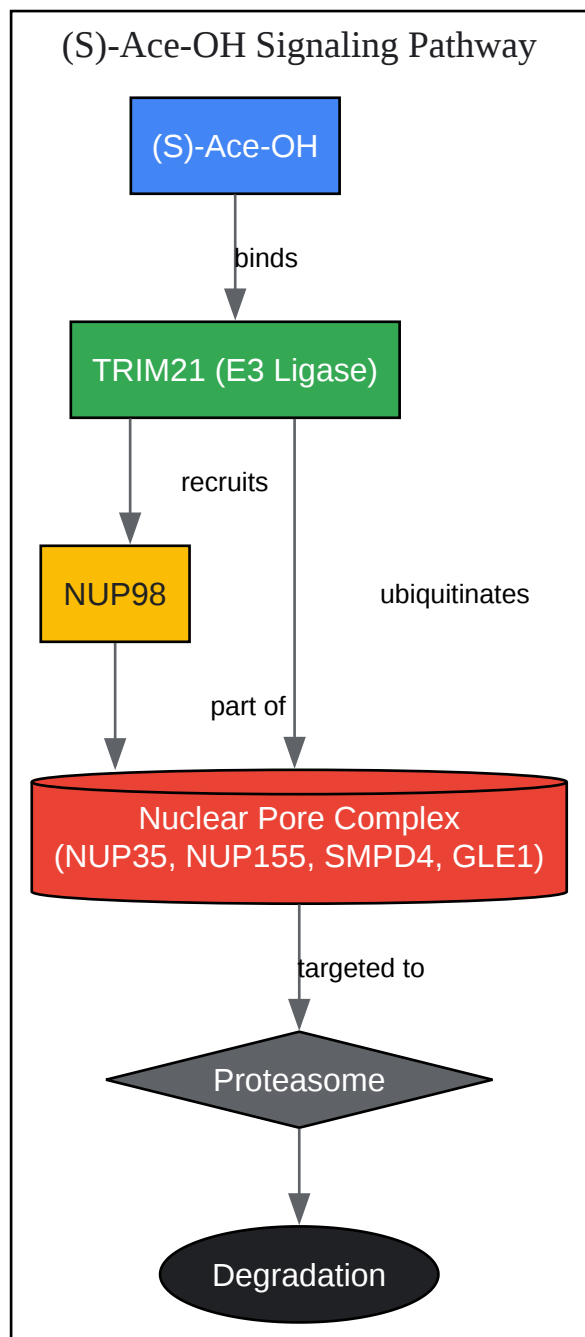 (S)-Ace-OH Signaling Pathway
(S)-Ace-OH
binds
TRIM21 (E3 Ligase)
recruits
NUP98
ubiquitinates
part of
Nuclear Pore Complex
(NUP35, NUP155, SMPD4, GLE1)
targeted to
Proteasome
Degradation